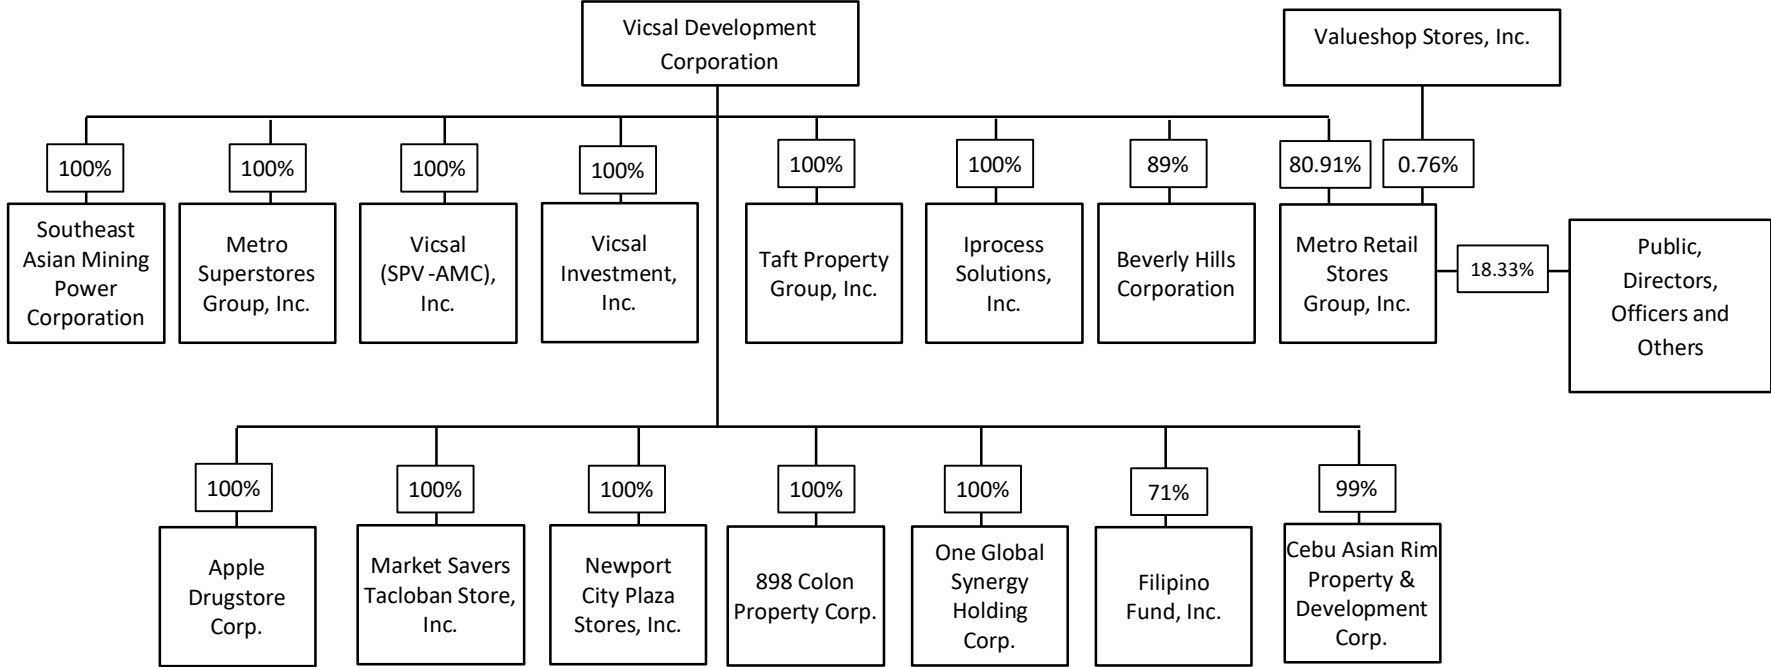 Vicsal Development
Corporation
Valueshop Stores, Inc.
100%
100%
100%
100%
100%
100%
89%
80.91%
0.76%
Southeast
Asian Mining
Power
Corporation
Metro
Superstores
Group, Inc.
Vicsal
(SPV -AMC),
Inc.
Vicsal
Investment,
Inc.
Taft Property
Group, Inc.
Iprocess
Solutions,
Inc.
Beverly Hills
Corporation
Metro Retail
Stores
Group, Inc.
18.33%
Public,
Directors,
Officers and
Others
100%
100%
100%
100%
100%
71%
99%
Apple
Drugstore
Corp.
Market Savers
Tacloban Store,
Inc.
Newport
City Plaza
Stores, Inc.
898 Colon
Property Corp.
One Global
Synergy
Holding
Corp.
Filipino
Fund, Inc.
Cebu Asian Rim
Property &
Development
Corp.